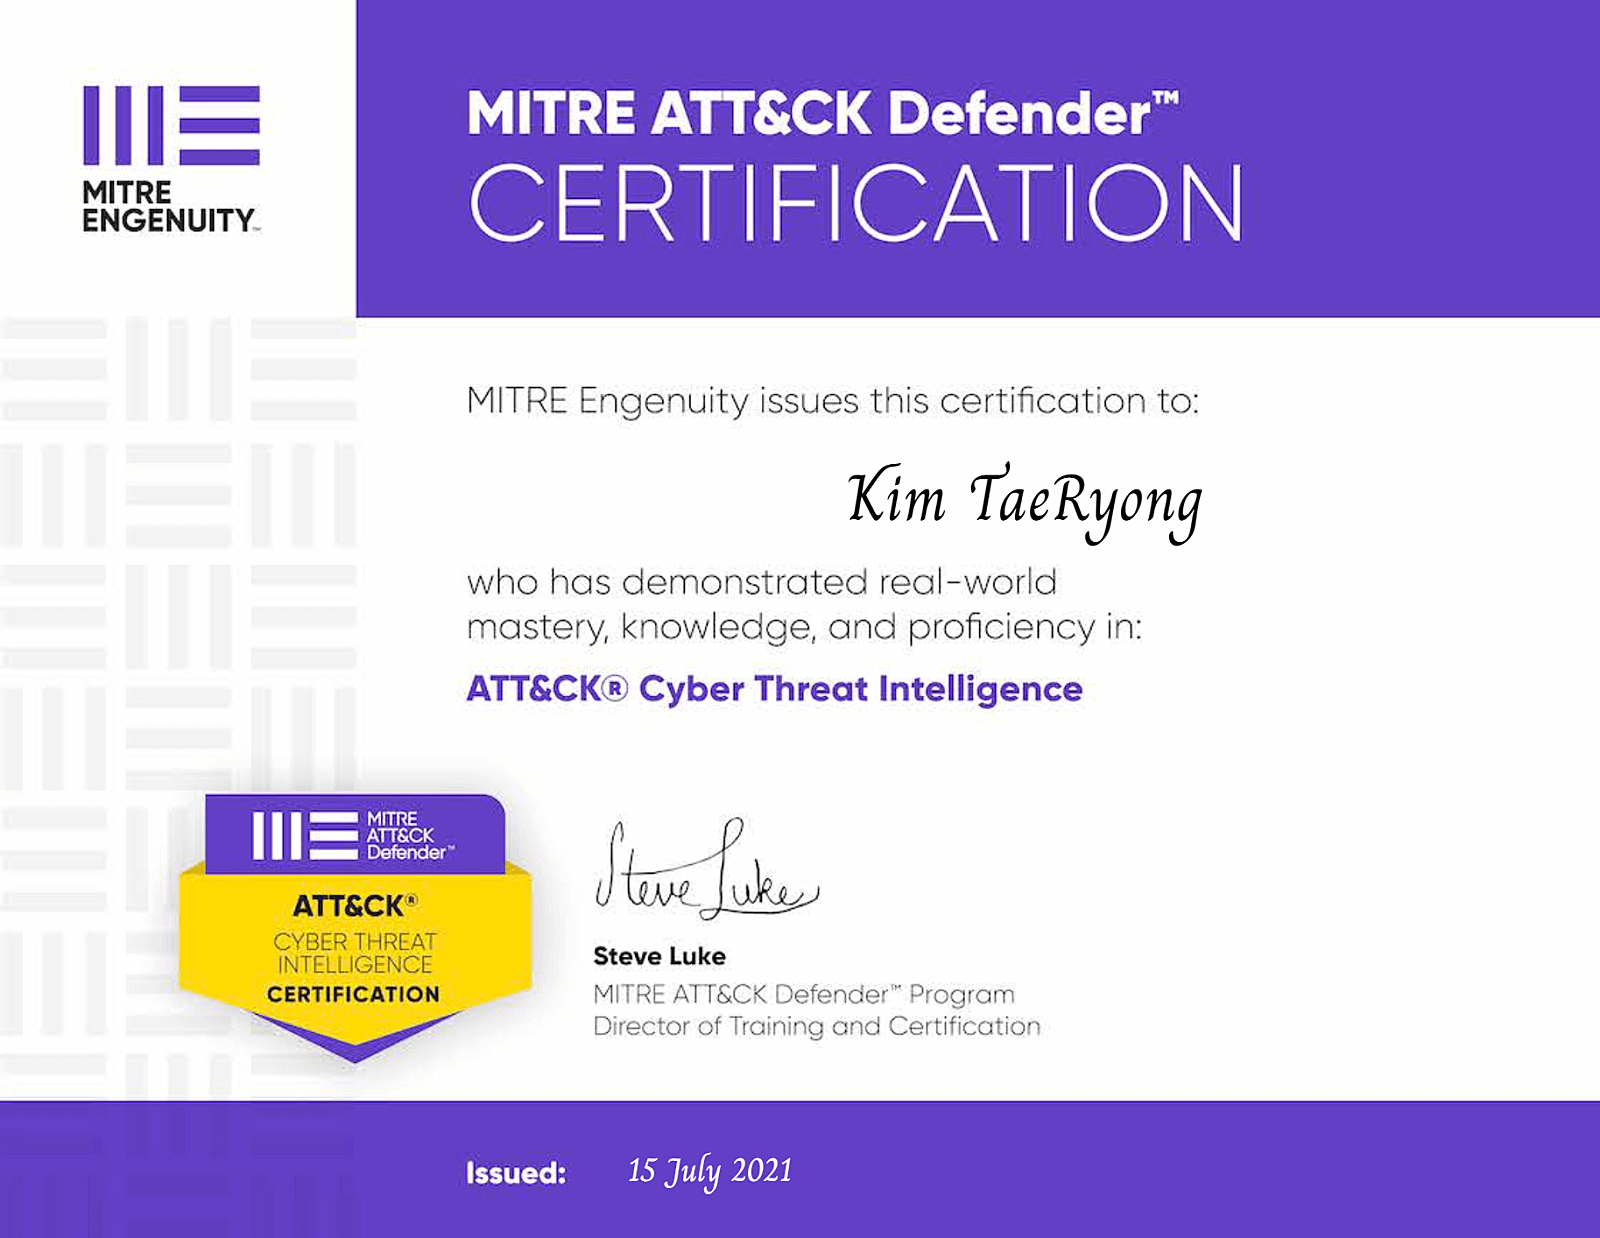 MITRE
ENGENUITY™
MITRE ATT&CK Defender™
CERTIFICATION
MITRE Engenuity issues this certification to:
Kim TaeRyong
who has demonstrated real-world
mastery, knowledge, and proficiency in:
ATT&CK® Cyber Threat Intelligence
MITRE
ATT&CK
Defender™
ATT&CK®
CYBER THREAT
INTELLIGENCE
CERTIFICATION
Steve Luke
Steve Luke
MITRE ATT&CK Defender™ Program
Director of Training and Certification
Issued: 15 July 2021